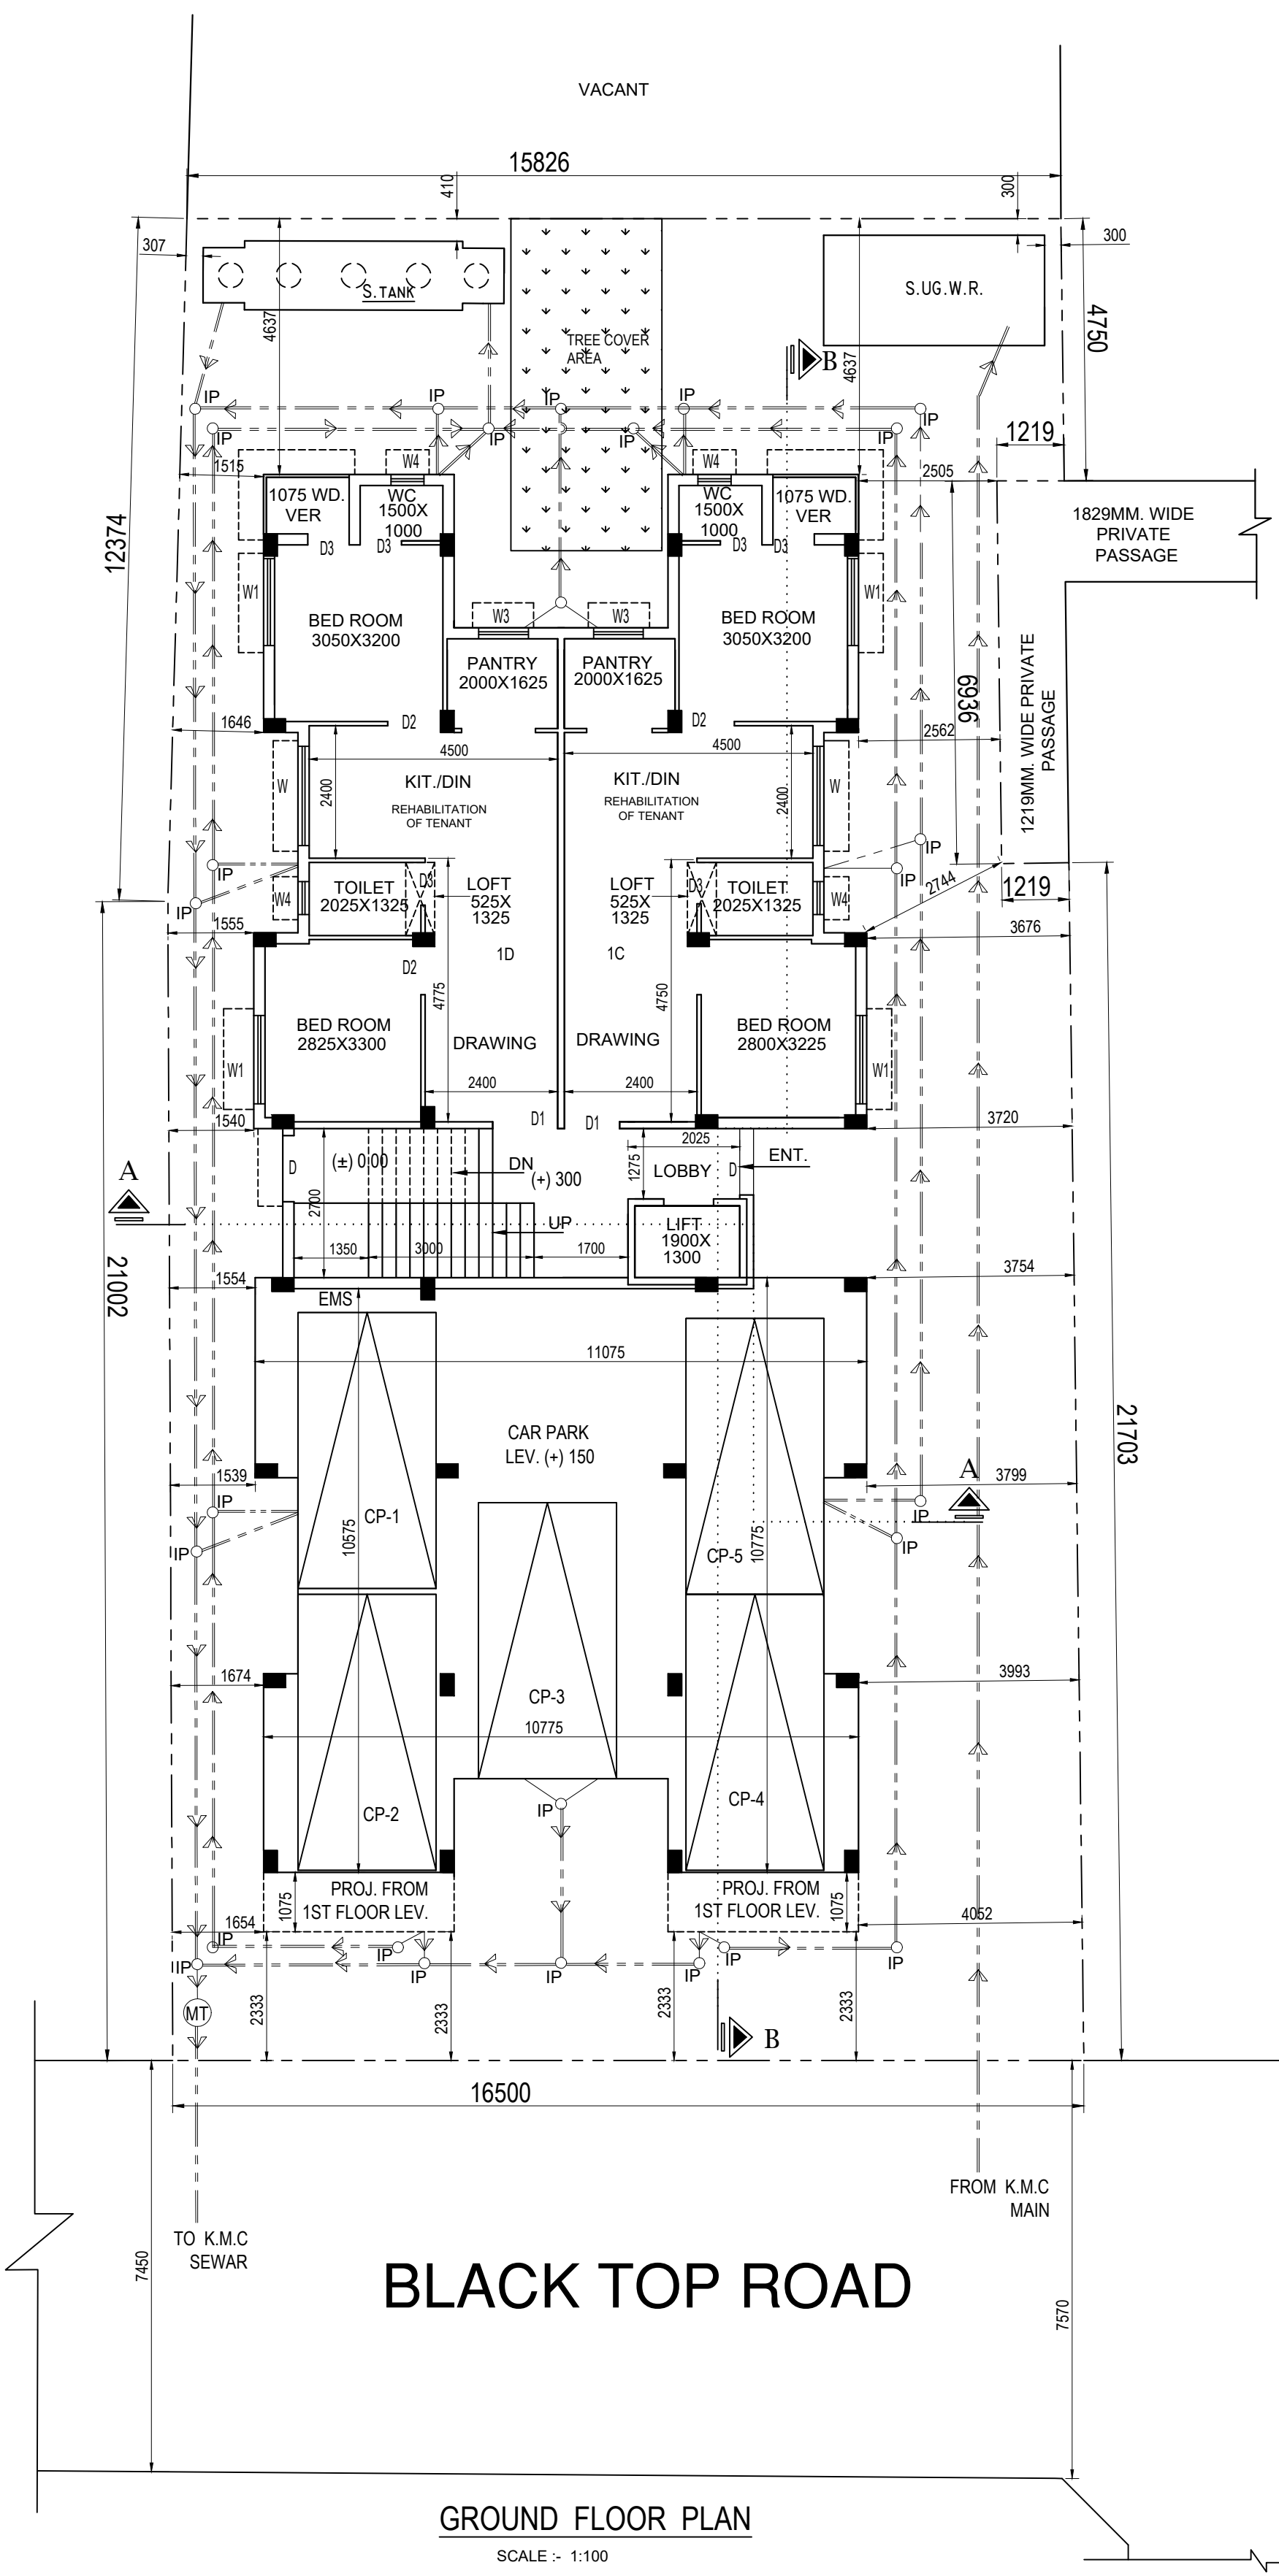 VACANT
15826
410
300
307
300
S.TANK
S.UG.W.R.
4637
TREE COVER
AREA
B
4637
4750
IP
IP
IP
IP
IP
IP
IP
IP
IP
1219
W4
W4
1515
2505
1075 WD.
VER
WC
1500X
1000
WC
1500X
1000
1075 WD.
VER
1829MM. WIDE
PRIVATE
PASSAGE
12374
D3
D3
D3
D3
W1
W1
BED ROOM
3050X3200
BED ROOM
3050X3200
W3
W3
PANTRY
2000X1625
PANTRY
2000X1625
6936
1219MM. WIDE PRIVATE
PASSAGE
1646
D2
D2
2562
4500
4500
KIT./DIN
KIT./DIN
W
2400
2400
W
REHABILITATION
OF TENANT
REHABILITATION
OF TENANT
IP
IP
IP
IP
D3
D3
TOILET
2025X1325
LOFT
525X
1325
LOFT
525X
1325
TOILET
2025X1325
W4
W4
2744
1219
1555
3676
D2
1D
1C
4775
4750
BED ROOM
2825X3300
DRAWING
DRAWING
BED ROOM
2800X3225
W1
W1
2400
2400
1540
D1
D1
3720
2025
A
D
(±) 0.00
DN
(+) 300
1275
LOBBY
D
ENT.
2700
UP
LIFT
1900X
1300
1350
3000
1700
21002
1554
3754
EMS
11075
CAR PARK
LEV. (+) 150
21703
1539
3799
A
IP
IP
IP
IP
CP-1
10575
CP-5
10775
1674
3993
CP-3
10775
CP-2
IP
CP-4
PROJ. FROM
1ST FLOOR LEV.
1075
PROJ. FROM
1ST FLOOR LEV.
1075
1654
4052
IP
IP
IP
IP
IP
IP
IP
IP
MT
2333
2333
2333
2333
B
16500
FROM K.M.C
MAIN
TO K.M.C
SEWAR
7450
BLACK TOP ROAD
7570
GROUND FLOOR PLAN
SCALE :- 1:100